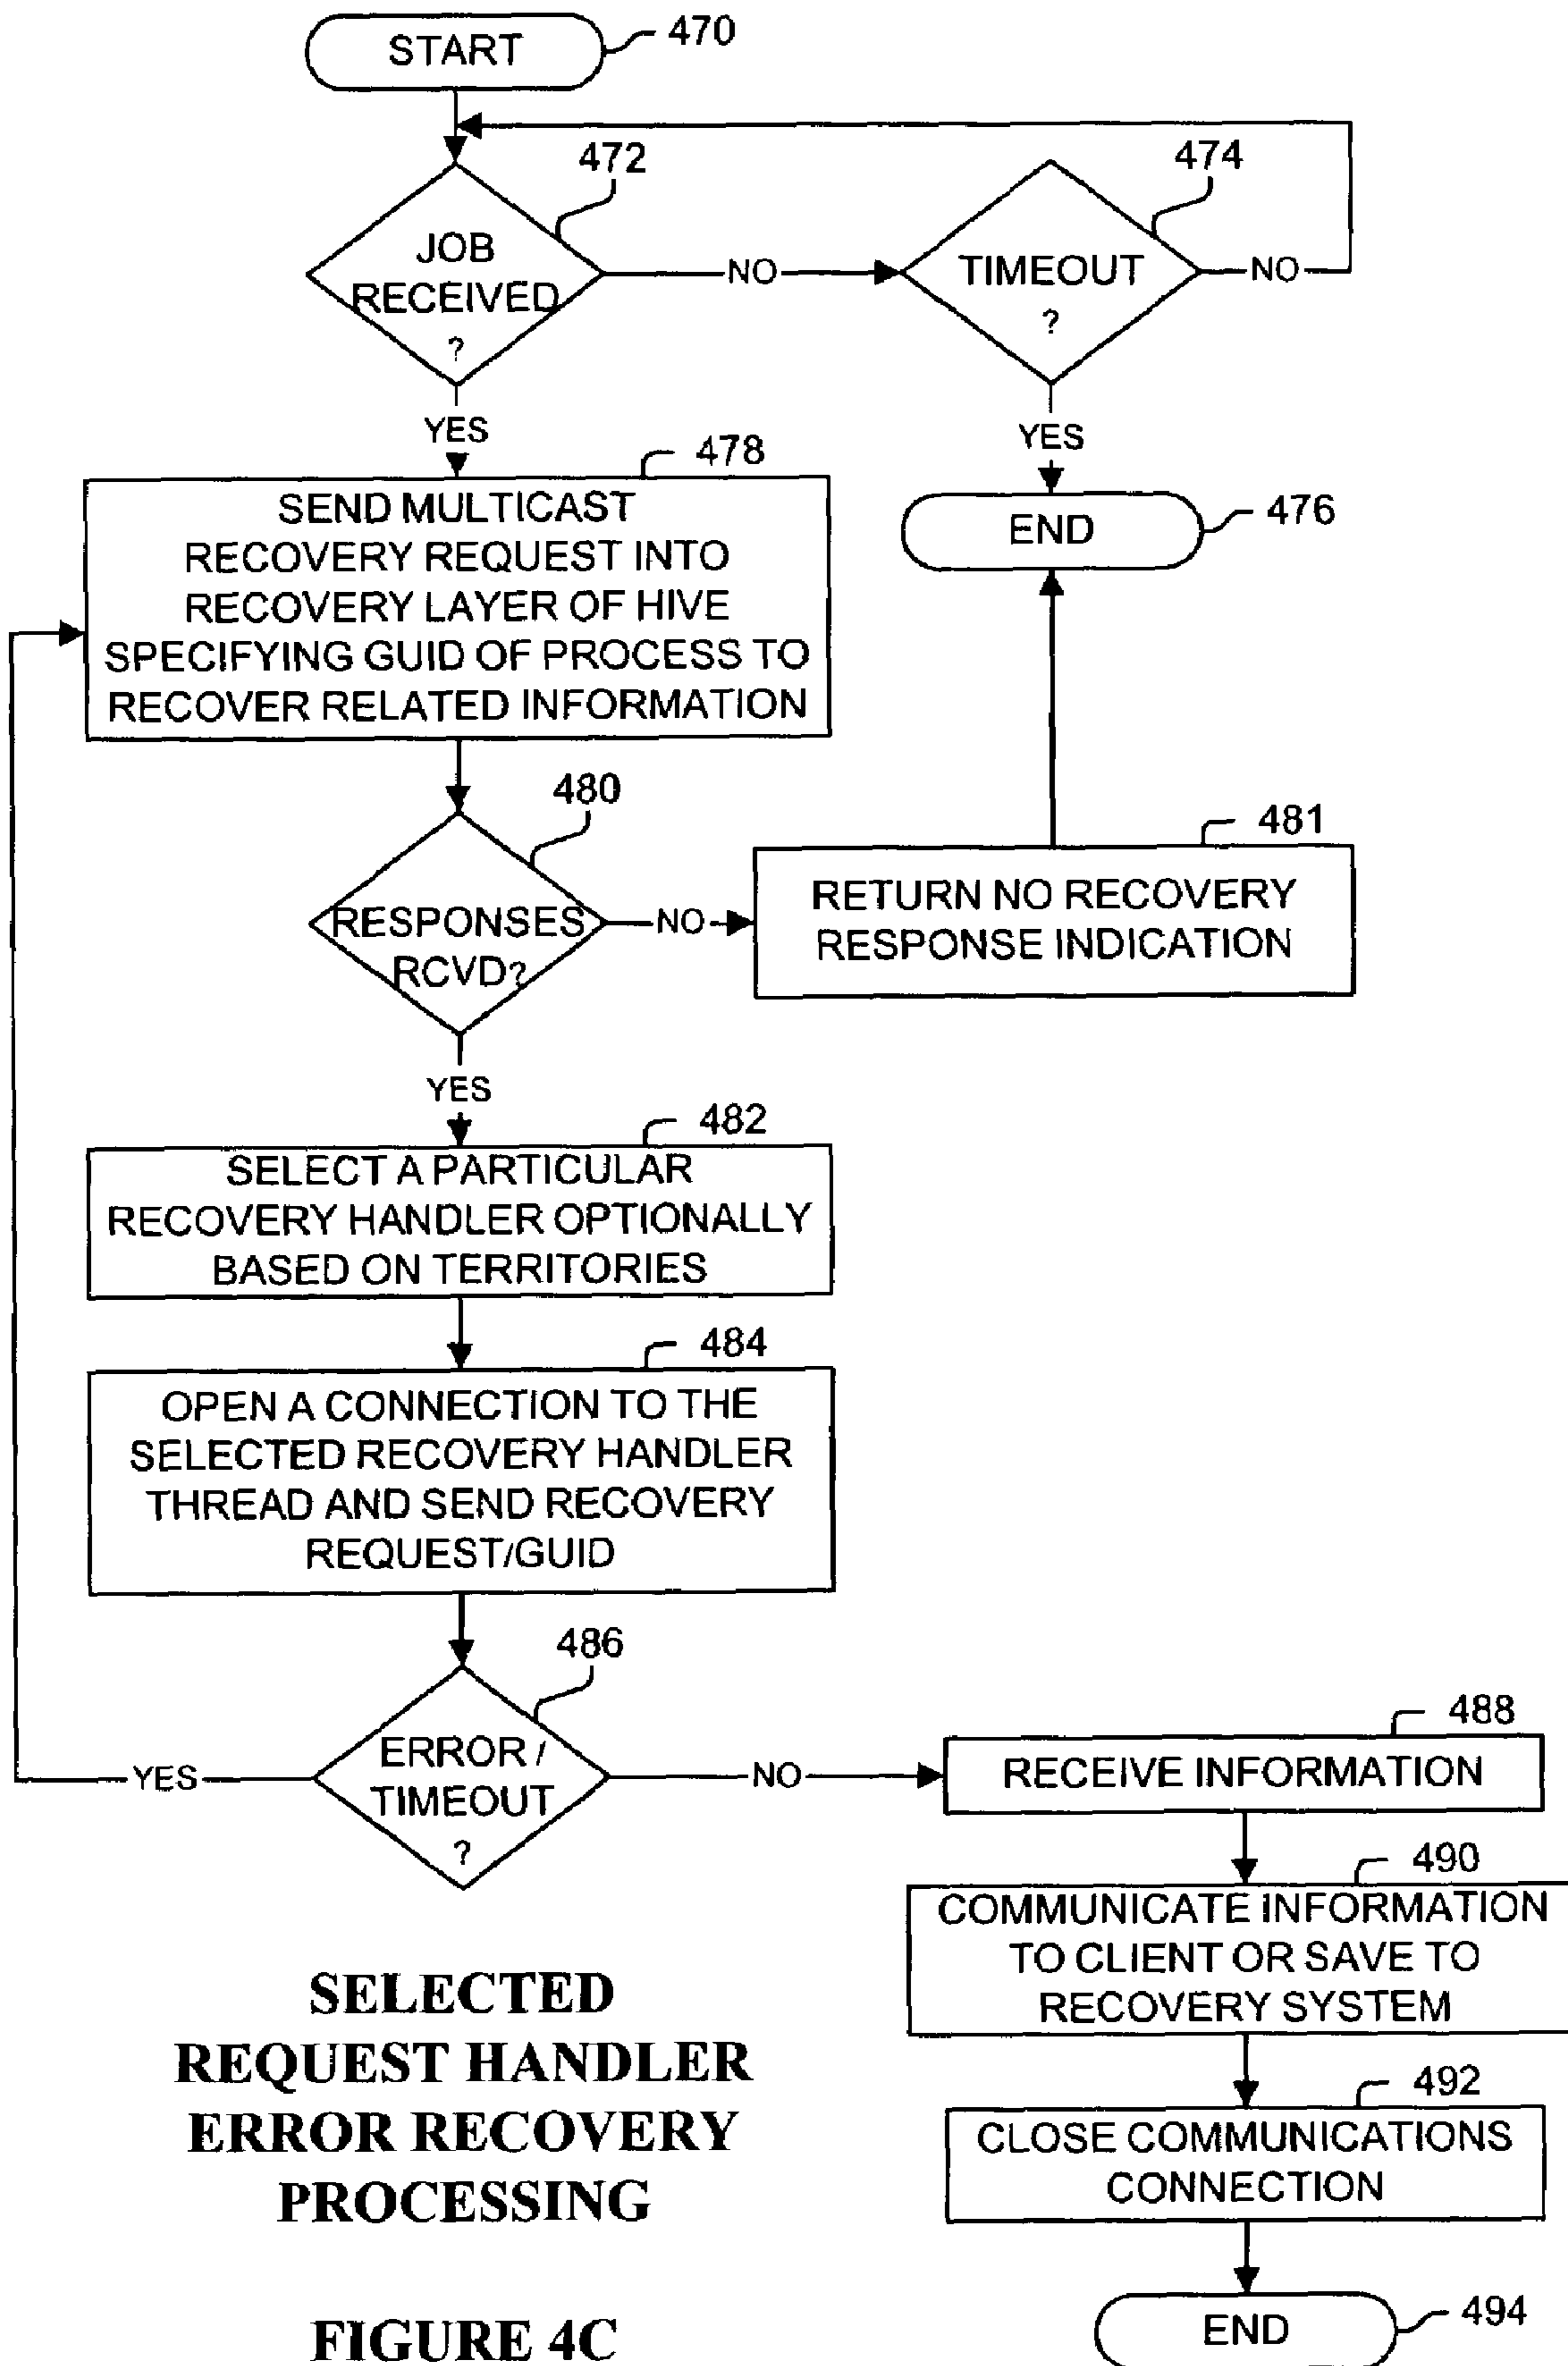 START
470
472
474
JOB
RECEIVED
?
NO
TIMEOUT
?
NO
YES
YES
478
SEND MULTICAST
RECOVERY REQUEST INTO
RECOVERY LAYER OF HIVE
SPECIFYING GUID OF PROCESS TO
RECOVER RELATED INFORMATION
END
476
480
RESPONSES
RCVD?
NO
481
RETURN NO RECOVERY
RESPONSE INDICATION
YES
482
SELECT A PARTICULAR
RECOVERY HANDLER OPTIONALLY
BASED ON TERRITORIES
484
OPEN A CONNECTION TO THE
SELECTED RECOVERY HANDLER
THREAD AND SEND RECOVERY
REQUEST/GUID
486
ERROR /
TIMEOUT
?
YES
NO
488
RECEIVE INFORMATION
490
COMMUNICATE INFORMATION
TO CLIENT OR SAVE TO
RECOVERY SYSTEM
492
CLOSE COMMUNICATIONS
CONNECTION
END
494
SELECTED
REQUEST HANDLER
ERROR RECOVERY
PROCESSING
FIGURE 4C